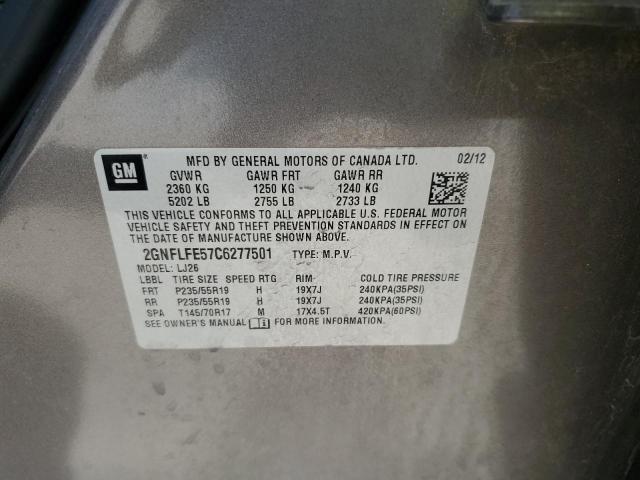 GM ® MFD BY GENERAL MOTORS OF CANADA LTD. 02/12
GVWR GAWR FRT GAWR RR
2360 KG 1250 KG 1240 KG
5202 LB 2755 LB 2733 LB
THIS VEHICLE CONFORMS TO ALL APPLICABLE U.S. FEDERAL MOTOR
VEHICLE SAFETY AND THEFT PREVENTION STANDARDS IN EFFECT ON
THE DATE OF MANUFACTURE SHOWN ABOVE.
2GNFLFE57C6277501 TYPE: M.P.V.
MODEL: LJ26
LBBL TIRE SIZE SPEED RTG RIM COLD TIRE PRESSURE
FRT P235/55R19 H 19X7J 240KPA(35PSI)
RR P235/55R19 H 19X7J 240KPA(35PSI)
SPA T145/70R17 M 17X4.5T 420KPA(60PSI)
SEE OWNER'S MANUAL FOR MORE INFORMATION.